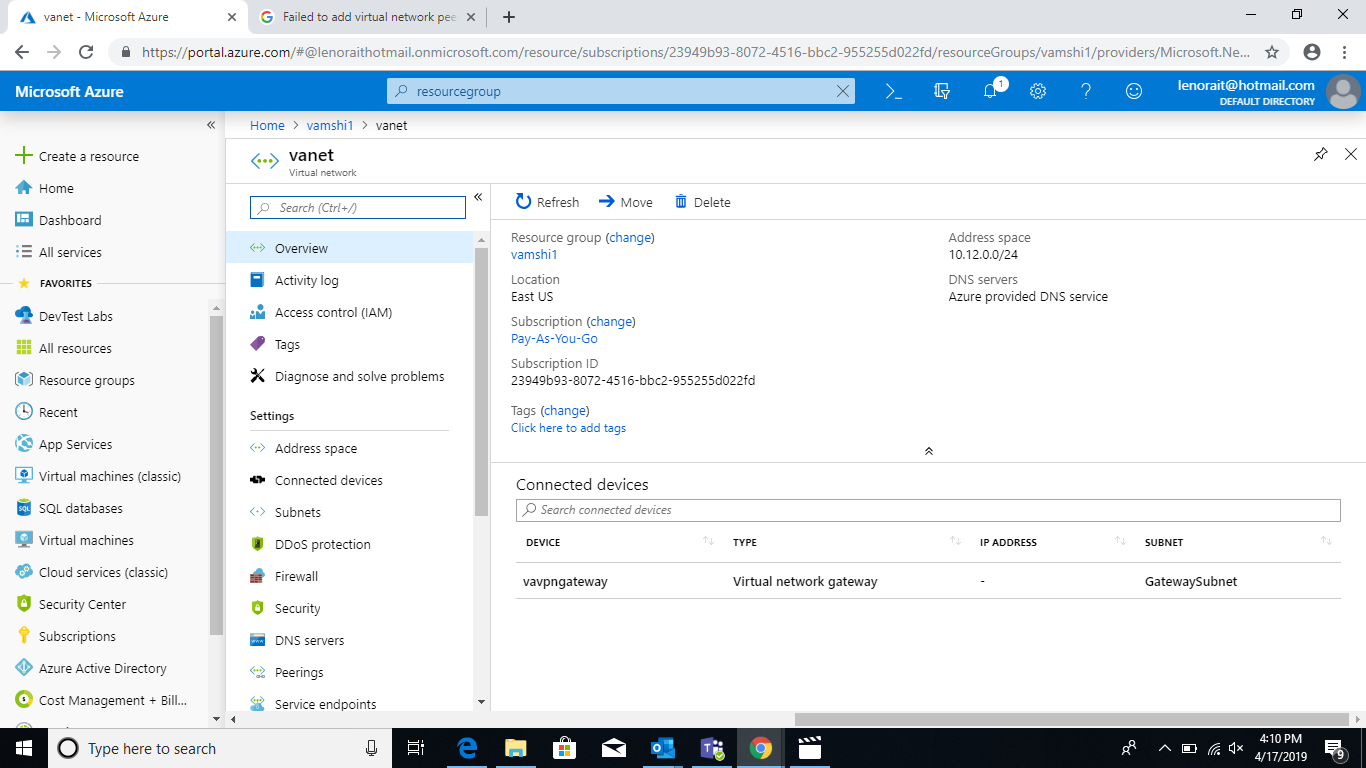 vanet - Microsoft Azure
Failed to add virtual network pee
https://portal.azure.com/#@lenoraithotmail.onmicrosoft.com/resource/subscriptions/23949b93-8072-4516-bbc2-955255d022fd/resourceGroups/vamshi1/providers/Microsoft.Ne...
Microsoft Azure
resourcegroup
1
lenorait@hotmail.com
DEFAULT DIRECTORY
Create a resource
Home
Dashboard
All services
FAVORITES
DevTest Labs
All resources
Resource groups
Recent
App Services
Virtual machines (classic)
SQL databases
Virtual machines
Cloud services (classic)
Security Center
Subscriptions
Azure Active Directory
Cost Management + Bill...
Home > vamshi1 > vanet
vanet
Virtual network
Search (Ctrl+/)
Overview
Activity log
Access control (IAM)
Tags
Diagnose and solve problems
Settings
Address space
Connected devices
Subnets
DDoS protection
Firewall
Security
DNS servers
Peerings
Service endpoints
Refresh Move Delete
Resource group (change)
vamshi1
Location
East US
Subscription (change)
Pay-As-You-Go
Subscription ID
23949b93-8072-4516-bbc2-955255d022fd
Tags (change)
Click here to add tags
Address space
10.12.0.0/24
DNS servers
Azure provided DNS service
Connected devices
Search connected devices
DEVICE TYPE IP ADDRESS SUBNET
vavpngateway Virtual network gateway - GatewaySubnet
Type here to search
4:10 PM
4/17/2019
9